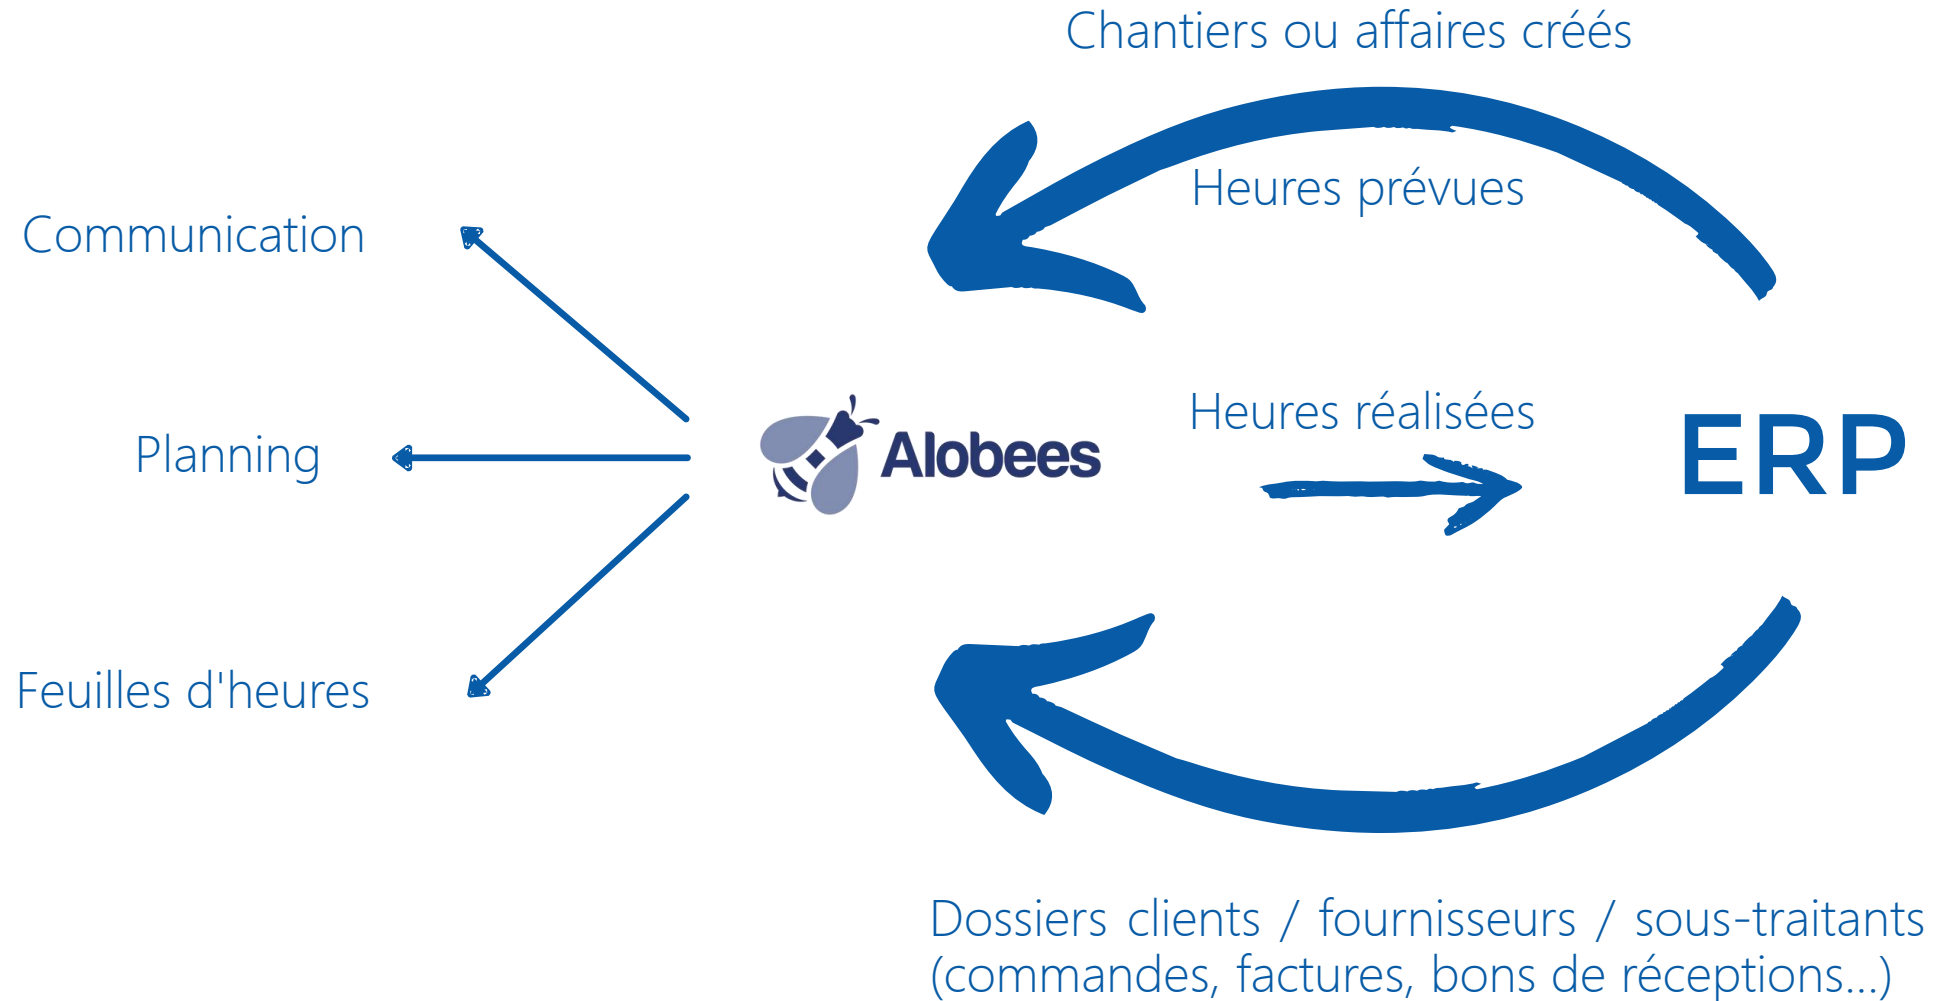 Chantiers ou affaires créés
Heures prévues
Communication
Heures réalisées
Planning
Alobees
ERP
Feuilles d'heures
Dossiers clients / fournisseurs / sous-traitants
(commandes, factures, bons de réceptions...)